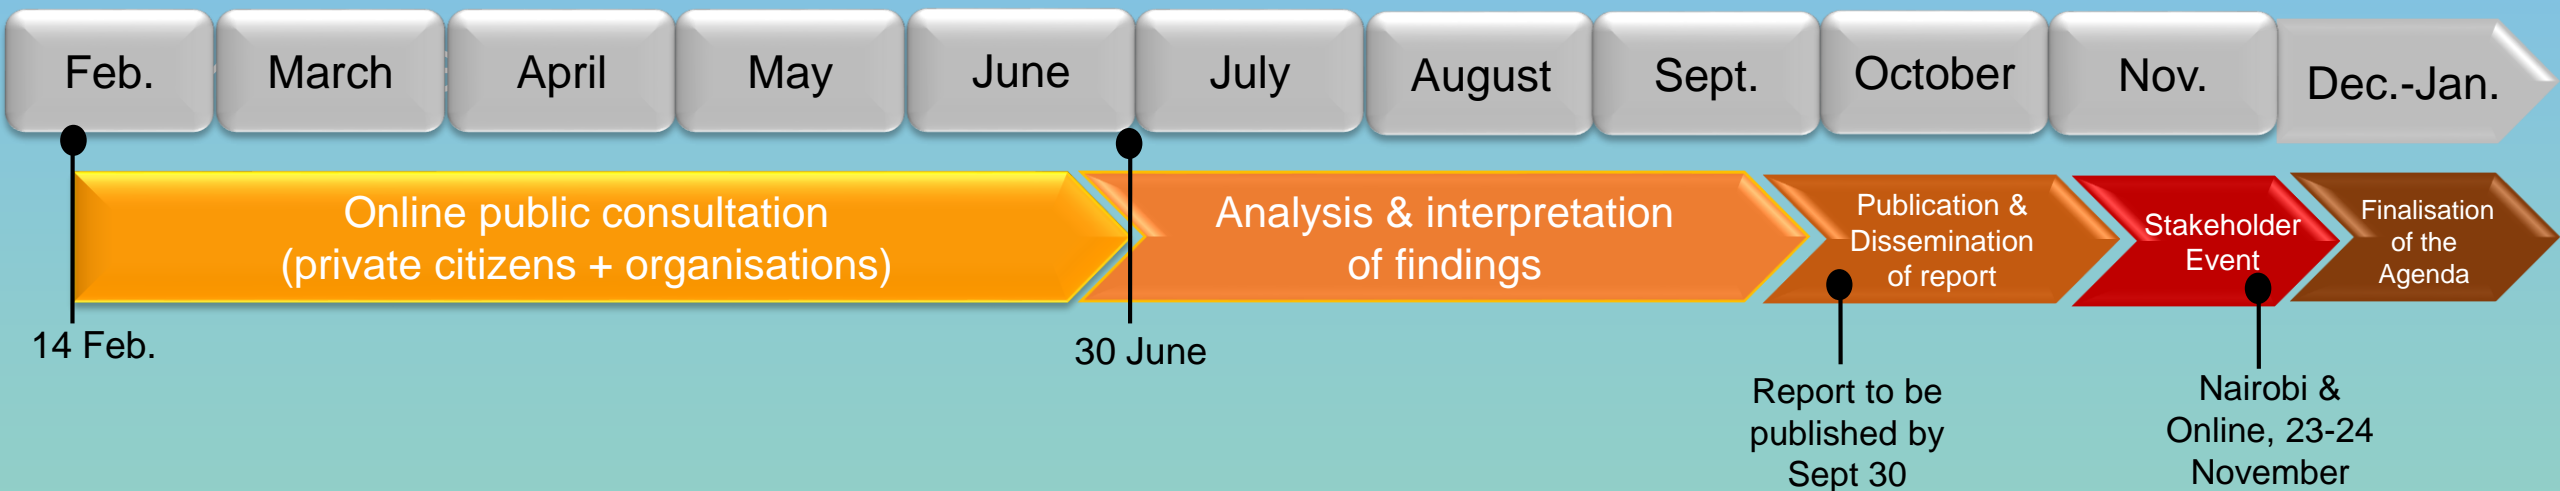 Feb.
March
April
May
June
July
August
Sept.
October
Nov.
Dec.-Jan.
Online public consultation
(private citizens + organisations)
Analysis & interpretation
of findings
Publication &
Dissemination
of report
Stakeholder
Event
Finalisation
of the
Agenda
14 Feb.
30 June
Report to be
published by
Sept 30
Nairobi &
Online, 23-24
November